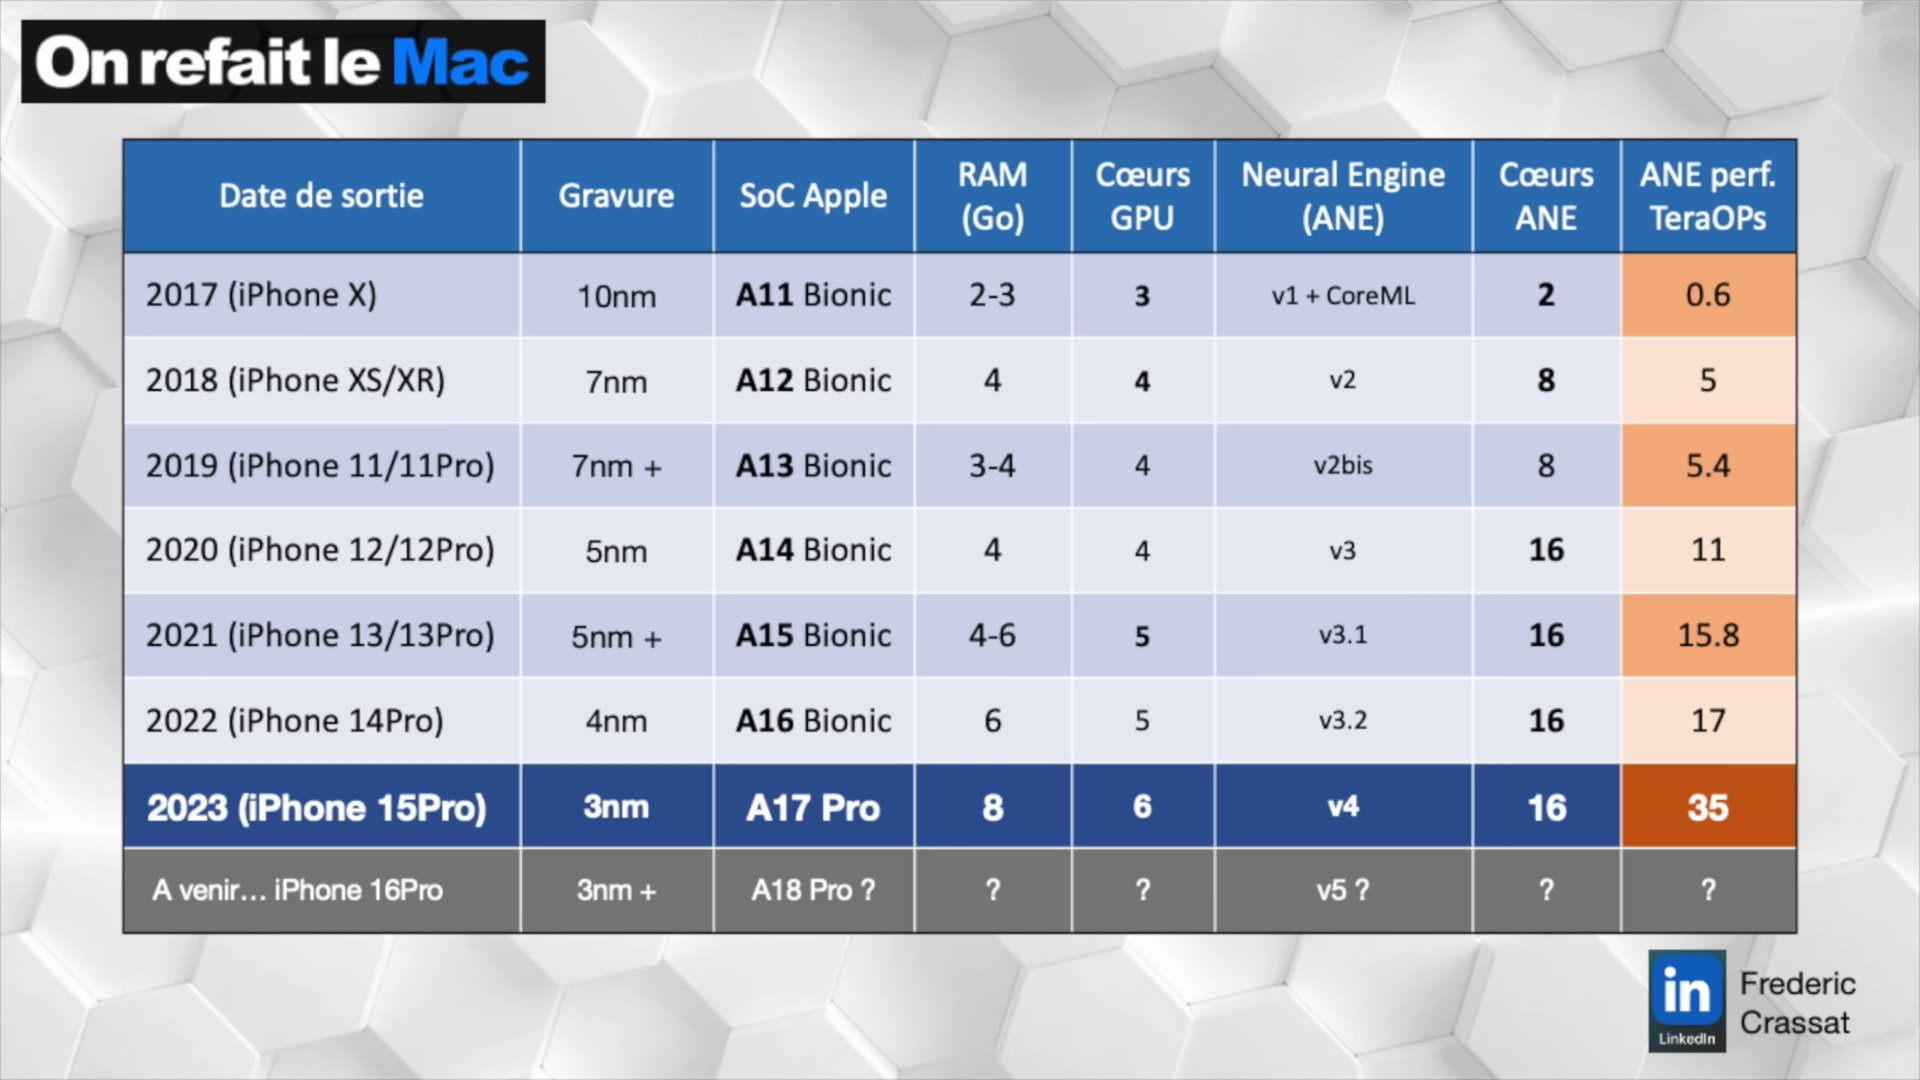 On refait le Mac
Date de sortie Gravure SoC Apple RAM (Go) Cœurs GPU Neural Engine (ANE) Cœurs ANE ANE perf. TeraOPs
2017 (iPhone X) 10nm A11 Bionic 2-3 3 v1 + CoreML 2 0.6
2018 (iPhone XS/XR) 7nm A12 Bionic 4 4 v2 8 5
2019 (iPhone 11/11Pro) 7nm + A13 Bionic 3-4 4 v2bis 8 5.4
2020 (iPhone 12/12Pro) 5nm A14 Bionic 4 4 v3 16 11
2021 (iPhone 13/13Pro) 5nm + A15 Bionic 4-6 5 v3.1 16 15.8
2022 (iPhone 14Pro) 4nm A16 Bionic 6 5 v3.2 16 17
2023 (iPhone 15Pro) 3nm A17 Pro 8 6 v4 16 35
A venir... iPhone 16Pro 3nm + A18 Pro ? ? ? v5 ? ? ?
in
LinkedIn
Frederic
Crassat